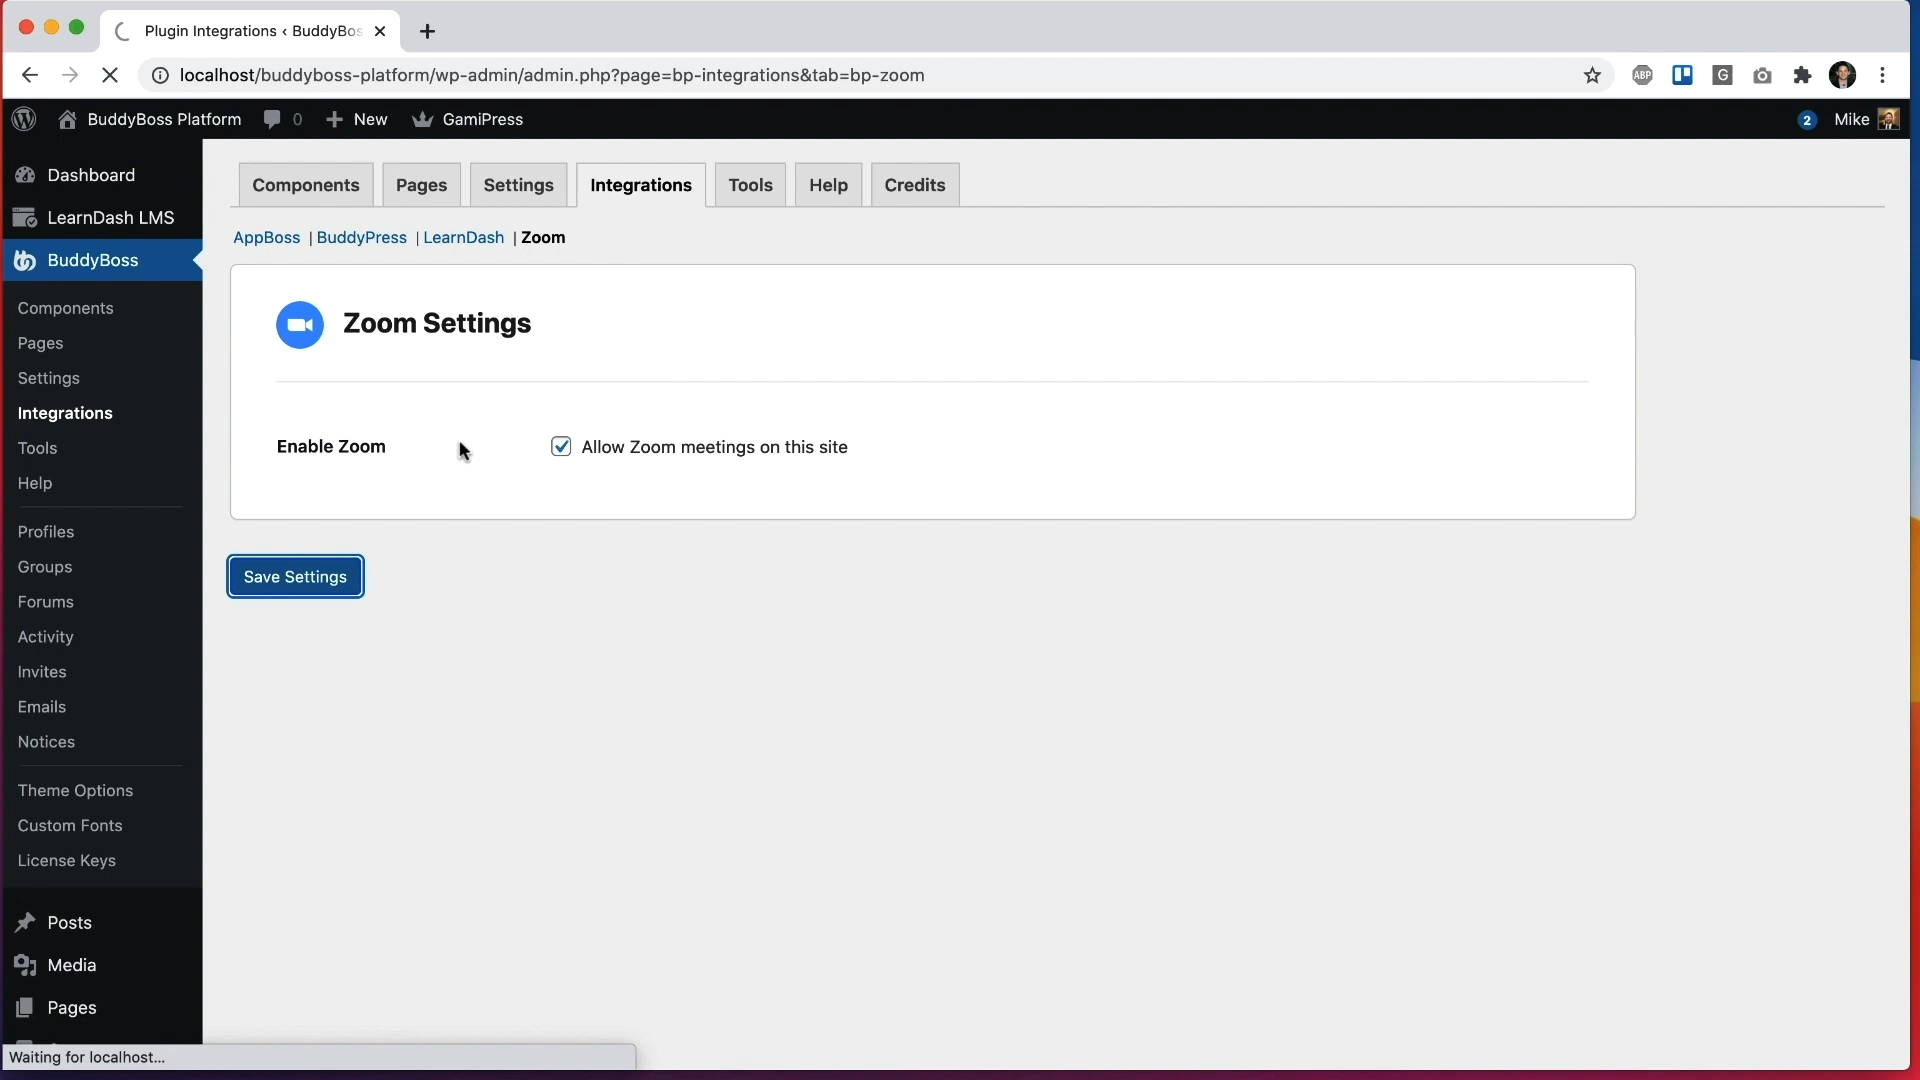 Plugin Integrations ‹ BuddyBos
localhost/buddyboss-platform/wp-admin/admin.php?page=bp-integrations&tab=bp-zoom
ABP
G
BuddyBoss Platform
0
New
GamiPress
2
Mike
Dashboard
LearnDash LMS
BuddyBoss
Components
Pages
Settings
Integrations
Tools
Help
Profiles
Groups
Forums
Activity
Invites
Emails
Notices
Theme Options
Custom Fonts
License Keys
Posts
Media
Pages
Components
Pages
Settings
Integrations
Tools
Help
Credits
AppBoss | BuddyPress | LearnDash | Zoom
Zoom Settings
Enable Zoom
Allow Zoom meetings on this site
Save Settings
Waiting for localhost...